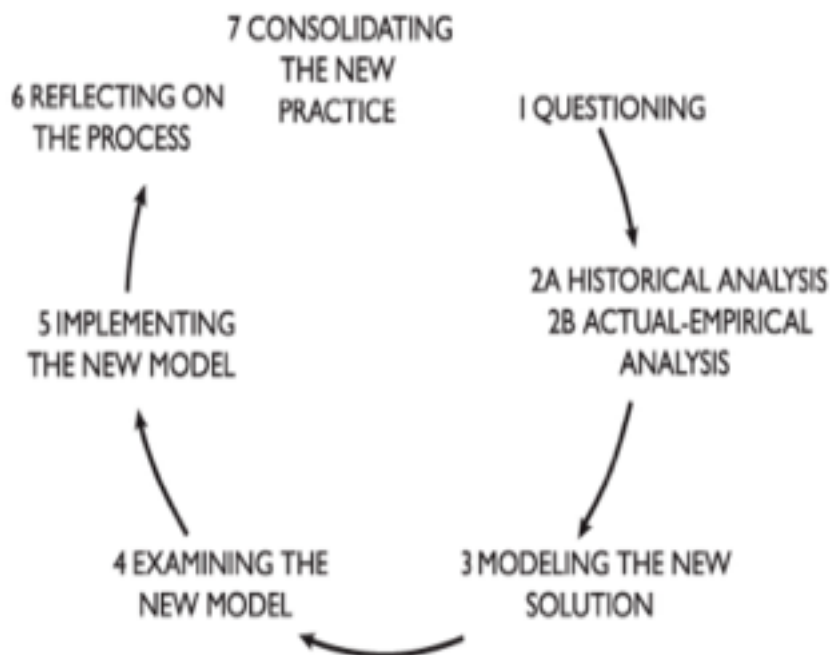 7 CONSOLIDATING
THE NEW
PRACTICE
1 QUESTIONING
2A HISTORICAL ANALYSIS
2B ACTUAL-EMPIRICAL
ANALYSIS
3 MODELING THE NEW
SOLUTION
4 EXAMINING THE
NEW MODEL
5 IMPLEMENTING
THE NEW MODEL
6 REFLECTING ON
THE PROCESS